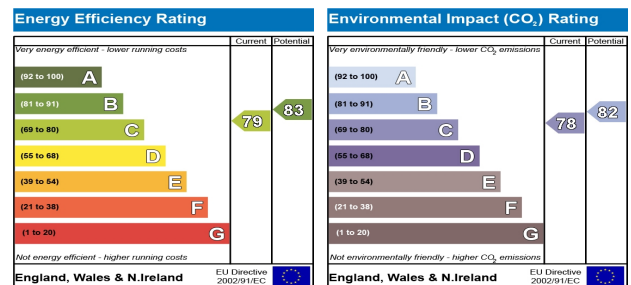 Energy Efficiency Rating
Current Potential
Very energy efficient - lower running costs
(92 to 100) A
(81 to 91) B
(69 to 80) C
(55 to 68) D
(39 to 54) E
(21 to 38) F
(1 to 20) G
79
83
Not energy efficient - higher running costs
England, Wales & N.Ireland
EU Directive
2002/91/EC
Environmental Impact (CO₂) Rating
Current Potential
Very environmentally friendly - lower CO₂ emissions
(92 to 100) A
(81 to 91) B
(69 to 80) C
(55 to 68) D
(39 to 54) E
(21 to 38) F
(1 to 20) G
78
82
Not environmentally friendly - higher CO₂ emissions
England, Wales & N.Ireland
EU Directive
2002/91/EC